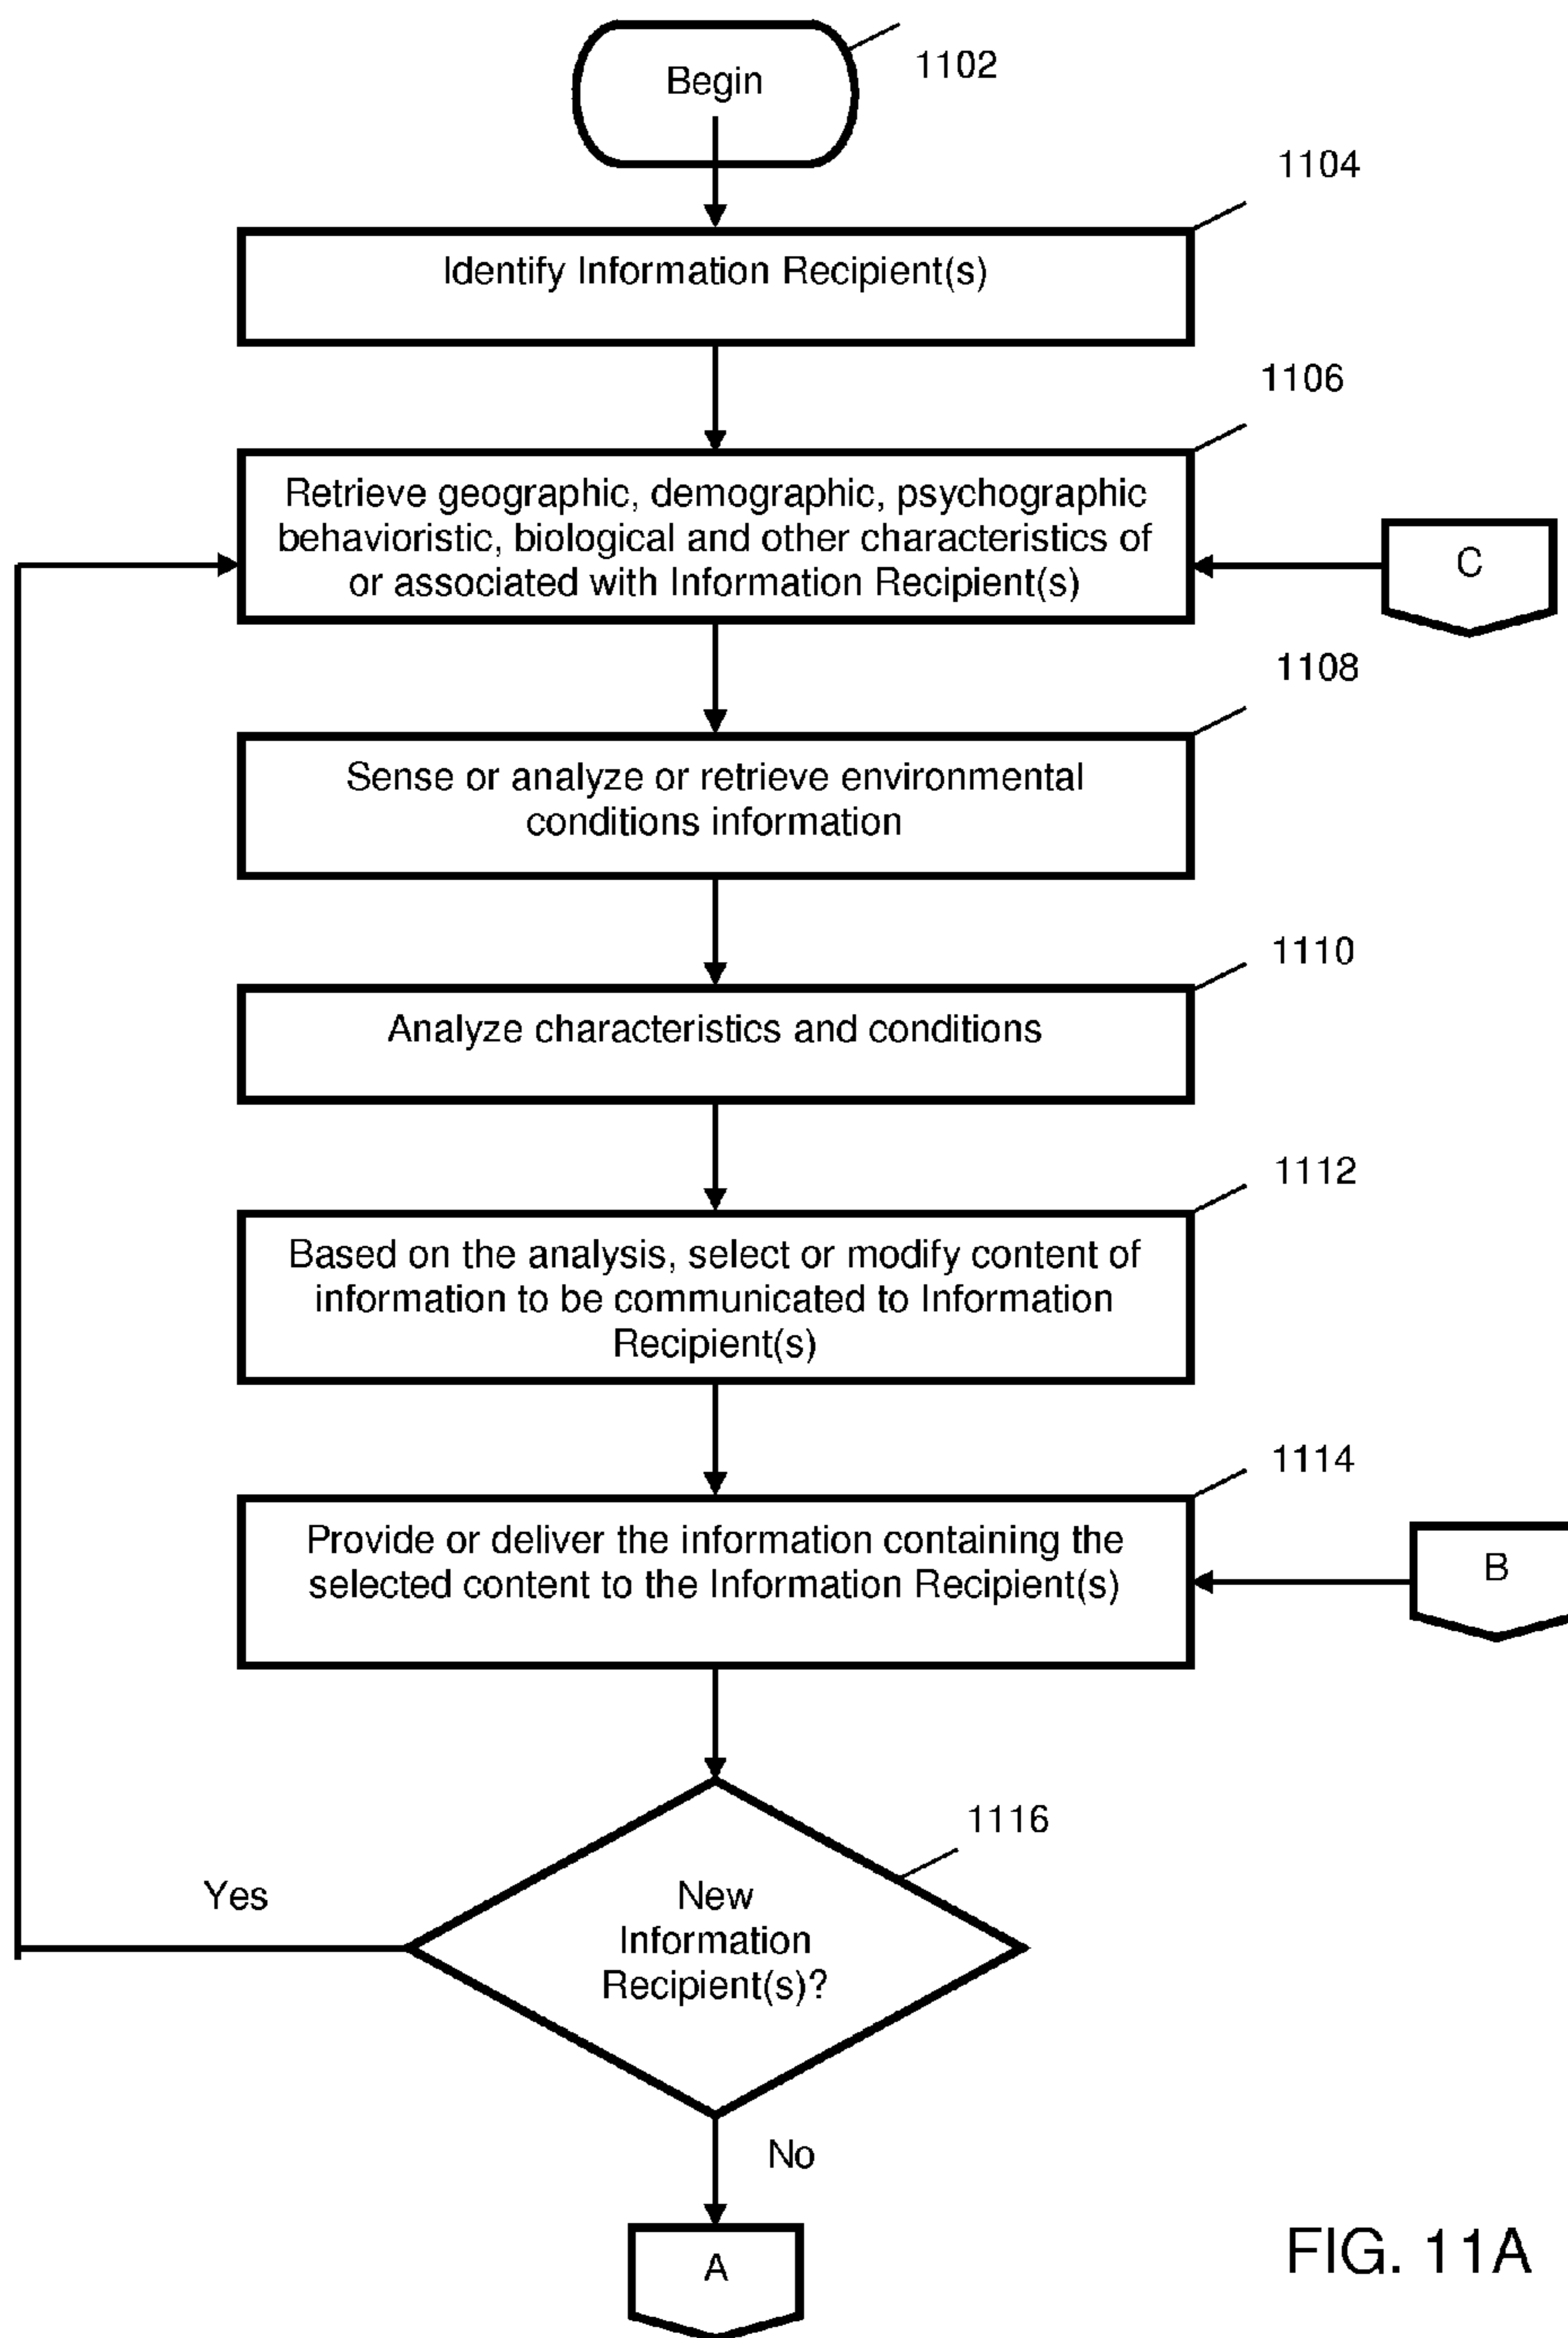 Begin
1102
1104
Identify Information Recipient(s)
1106
Retrieve geographic, demographic, psychographic
behavioristic, biological and other characteristics of
or associated with Information Recipient(s)
C
1108
Sense or analyze or retrieve environmental
conditions information
1110
Analyze characteristics and conditions
1112
Based on the analysis, select or modify content of
information to be communicated to Information
Recipient(s)
1114
Provide or deliver the information containing the
selected content to the Information Recipient(s)
B
1116
Yes
New
Information
Recipient(s)?
No
A
FIG. 11A